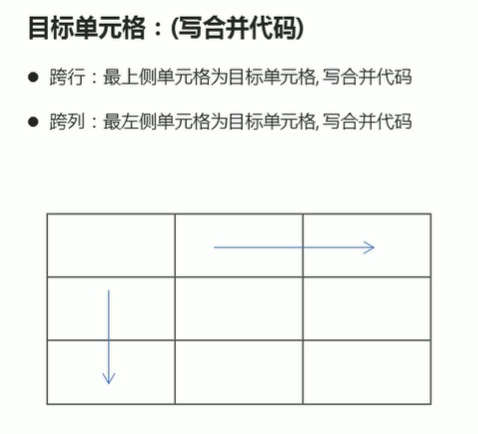 目标单元格：(写合并代码)
● 跨行：最上侧单元格为目标单元格, 写合并代码
● 跨列：最左侧单元格为目标单元格, 写合并代码